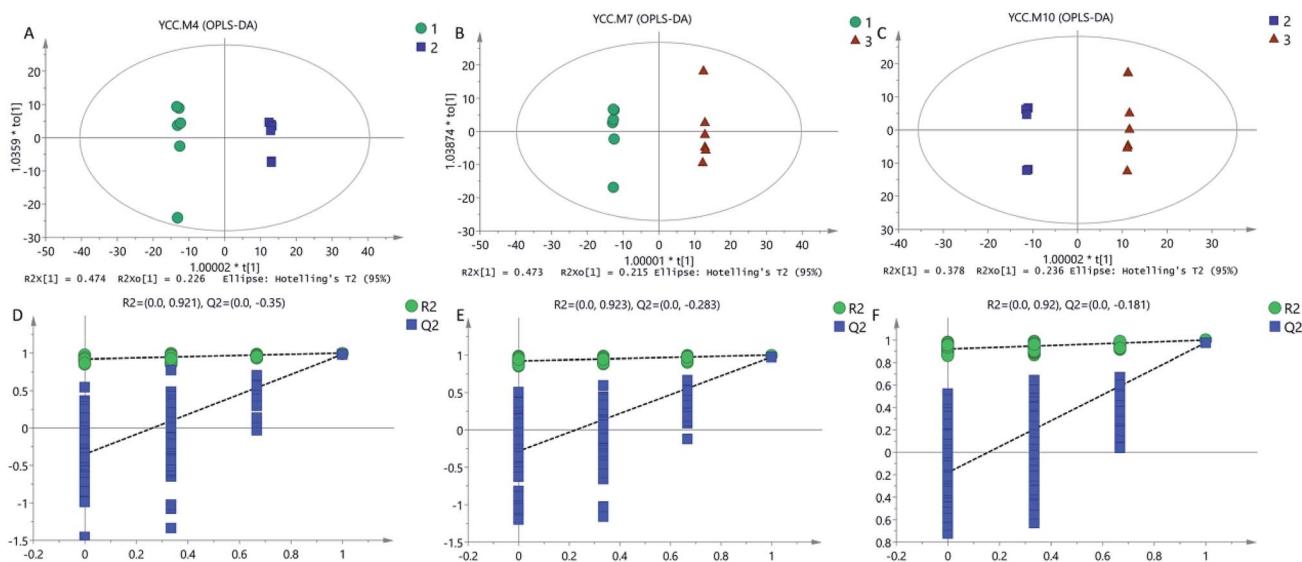 A
YCC.M4 (OPLS-DA)
1
2
20
10
0
-10
-20
-30
1.0359 * to[1]
-50 -40 -30 -20 -10 0 10 20 30 40
1.00002 * t[1]
R2X[1] = 0.474 R2Xo[1] = 0.226 Ellipse: Hotelling's T2 (95%)
B
YCC.M7 (OPLS-DA)
1
3
20
10
0
-10
-20
-30
1.03874 * to[1]
-50 -40 -30 -20 -10 0 10 20 30 40
1.00001 * t[1]
R2X[1] = 0.473 R2Xo[1] = 0.215 Ellipse: Hotelling's T2 (95%)
C
YCC.M10 (OPLS-DA)
2
3
30
20
10
0
-10
-20
-30
-40 -30 -20 -10 0 10 20 30
1.00002 * t[1]
R2X[1] = 0.378 R2Xo[1] = 0.236 Ellipse: Hotelling's T2 (95%)
D
R2=(0.0, 0.921), Q2=(0.0, -0.35)
R2
Q2
1
0.5
0
-0.5
-1
-1.5
-0.2 0 0.2 0.4 0.6 0.8 1
E
R2=(0.0, 0.923), Q2=(0.0, -0.283)
R2
Q2
1
0.5
0
-0.5
-1
-1.5
-0.2 0 0.2 0.4 0.6 0.8 1
F
R2=(0.0, 0.92), Q2=(0.0, -0.181)
R2
Q2
1
0.8
0.6
0.4
0.2
0
0.2
0.4
0.6
0.8
-0.2 0 0.2 0.4 0.6 0.8 1